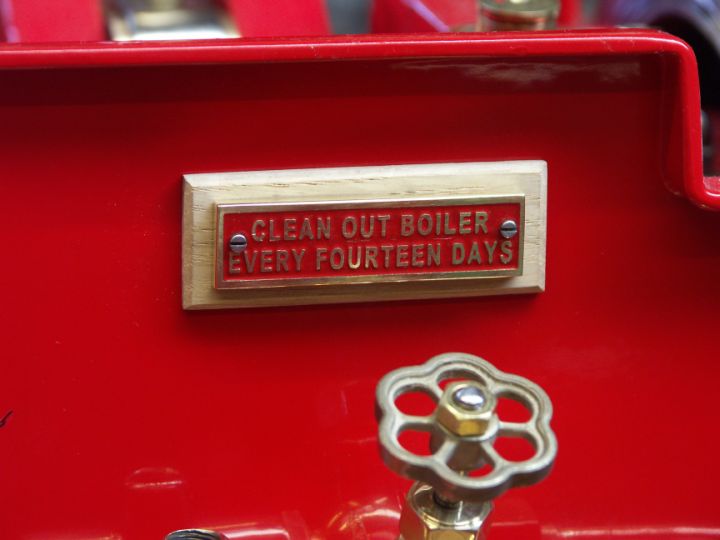 CLEAN OUT BOILER
EVERY FOURTEEN DAYS